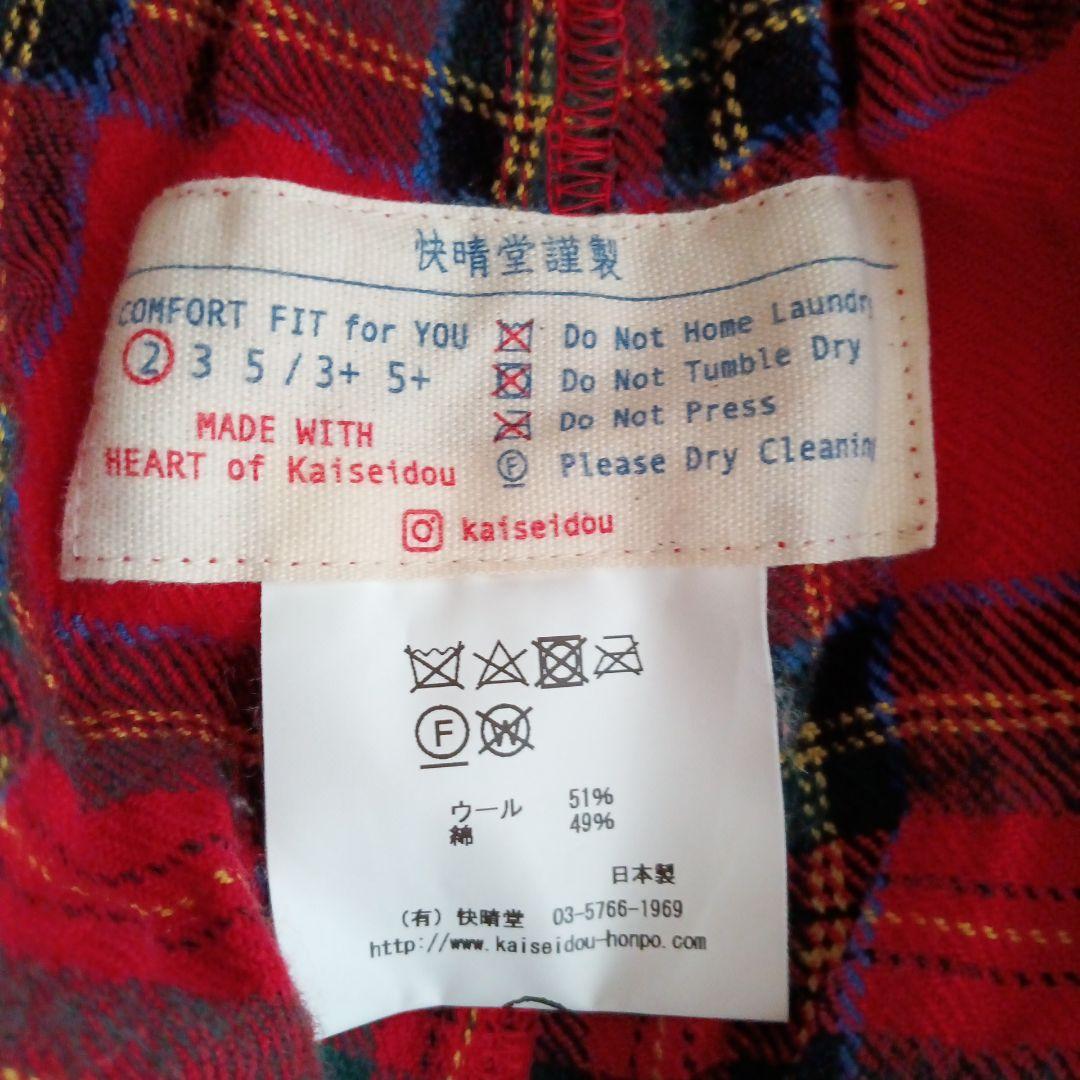 快晴堂謹製
COMFORT FIT for YOU
2 3 5 / 3+ 5+
MADE WITH
HEART of Kaiseidou
Do Not Home Laundry
Do Not Tumble Dry
Do Not Press
F Please Dry Cleaning
kaiseidou
F W
ウール 51%
綿 49%
日本製
(有) 快晴堂 03-5766-1969
http://www.kaiseidou-honpo.com